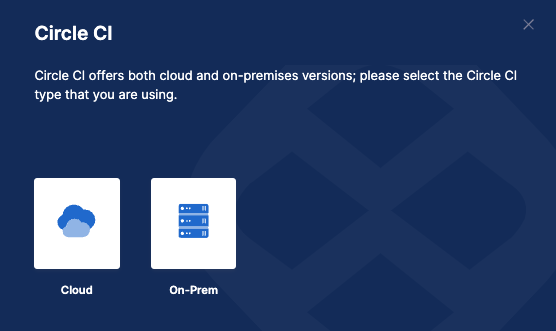 Circle CI
Circle CI offers both cloud and on-premises versions; please select the Circle CI
type that you are using.
Cloud
On-Prem